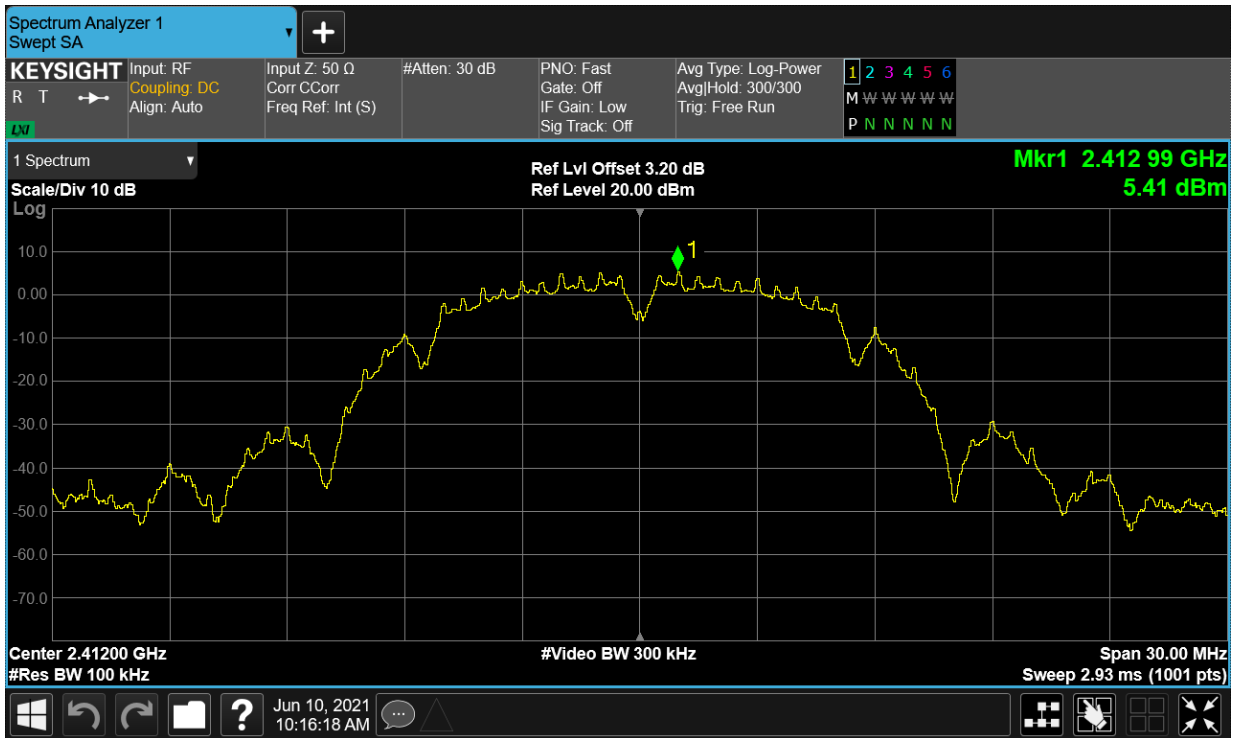 Spectrum Analyzer 1
Swept SA
+
KEYSIGHT
R T
LXI
Input: RF
Coupling: DC
Align: Auto
Input Z: 50 Ω
Corr CCorr
Freq Ref: Int (S)
#Atten: 30 dB
PNO: Fast
Gate: Off
IF Gain: Low
Sig Track: Off
Avg Type: Log-Power
Avg|Hold: 300/300
Trig: Free Run
1 2 3 4 5 6
M W W W W W
P N N N N N
1 Spectrum
Scale/Div 10 dB
Log
Ref Lvl Offset 3.20 dB
Ref Level 20.00 dBm
Mkr1 2.412 99 GHz
5.41 dBm
1
10.0
0.00
-10.0
-20.0
-30.0
-40.0
-50.0
-60.0
-70.0
Center 2.41200 GHz
#Res BW 100 kHz
#Video BW 300 kHz
Span 30.00 MHz
Sweep 2.93 ms (1001 pts)
?
Jun 10, 2021
10:16:18 AM